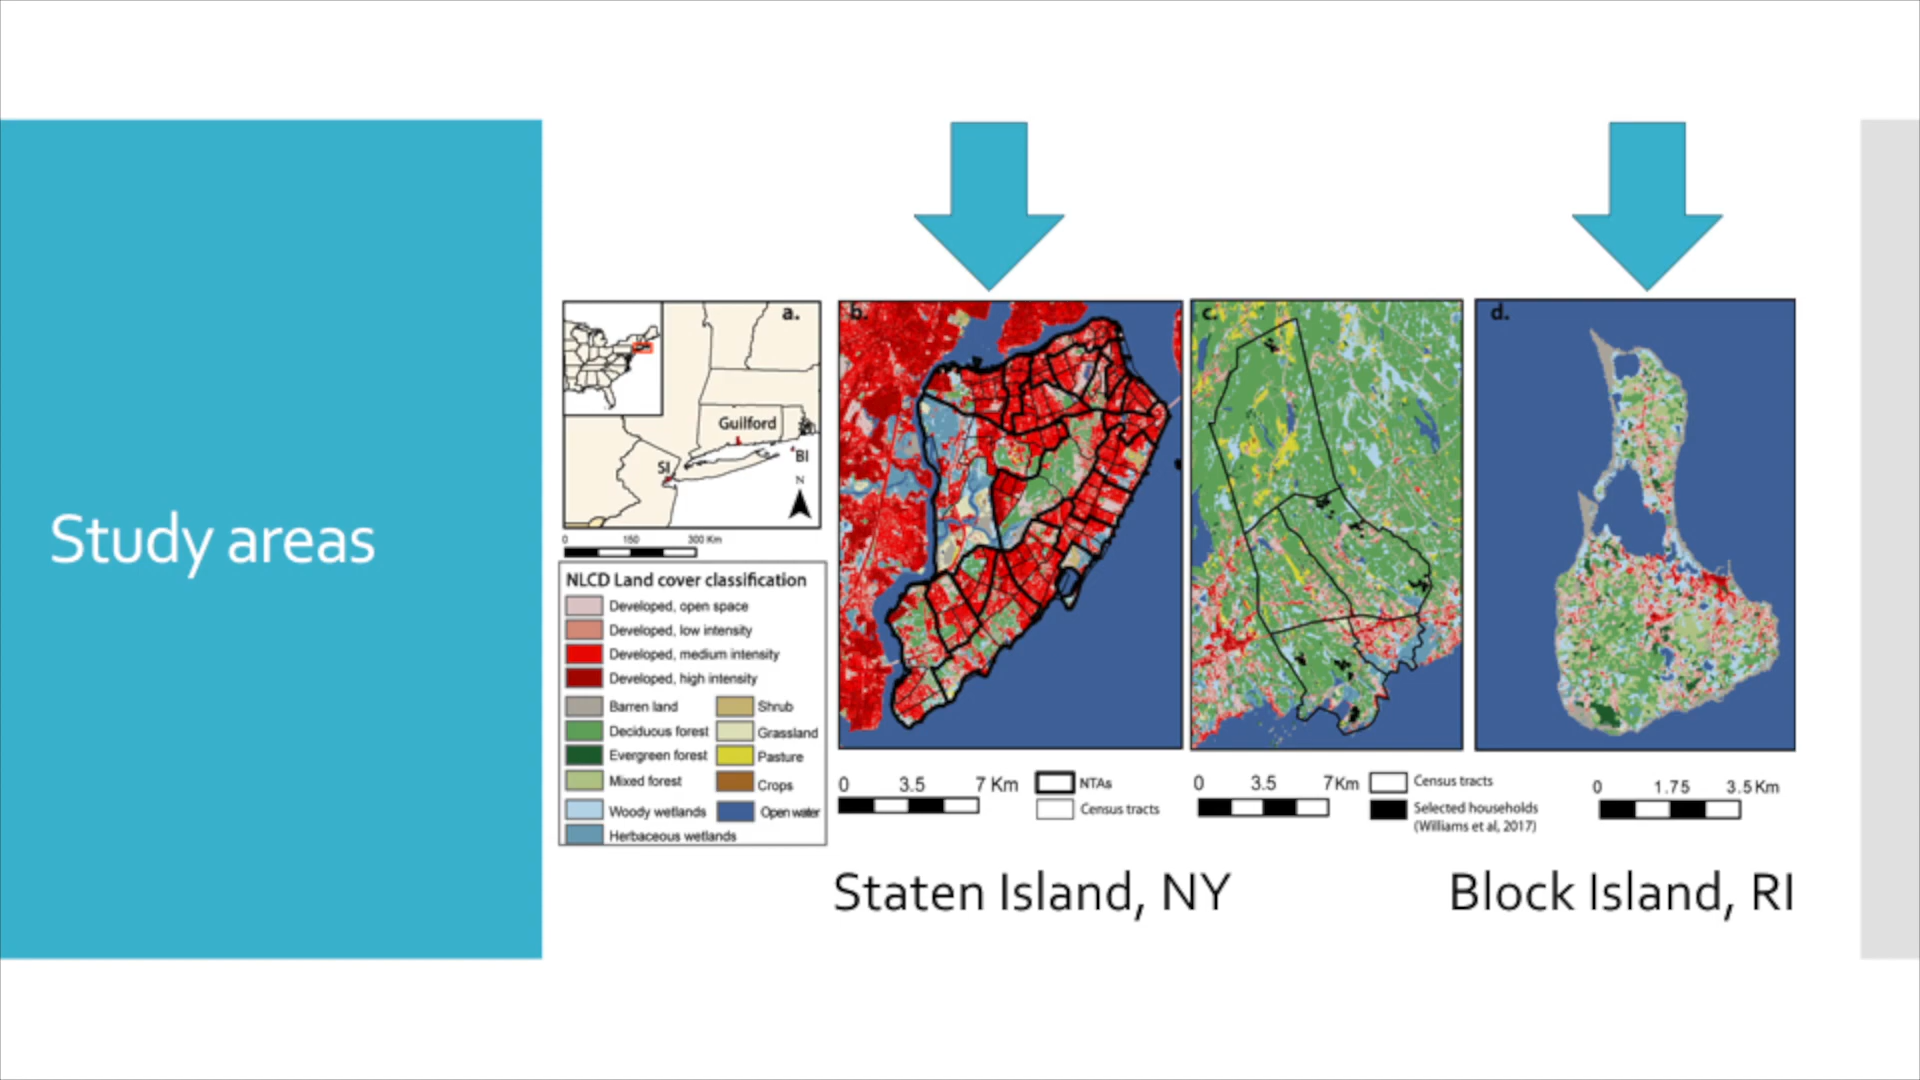 Study areas
a.
Guilford
SI
BI
N
0 150 300 Km
NLCD Land cover classification
Developed, open space
Developed, low intensity
Developed, medium intensity
Developed, high intensity
Barren land
Deciduous forest
Evergreen forest
Mixed forest
Woody wetlands
Herbaceous wetlands
Shrub
Grassland
Pasture
Crops
Open water
b.
0 3.5 7 Km
NTAs
Census tracts
c.
0 3.5 7 Km
Census tracts
Selected households
(Williams et al, 2017)
d.
0 1.75 3.5 Km
Staten Island, NY
Block Island, RI